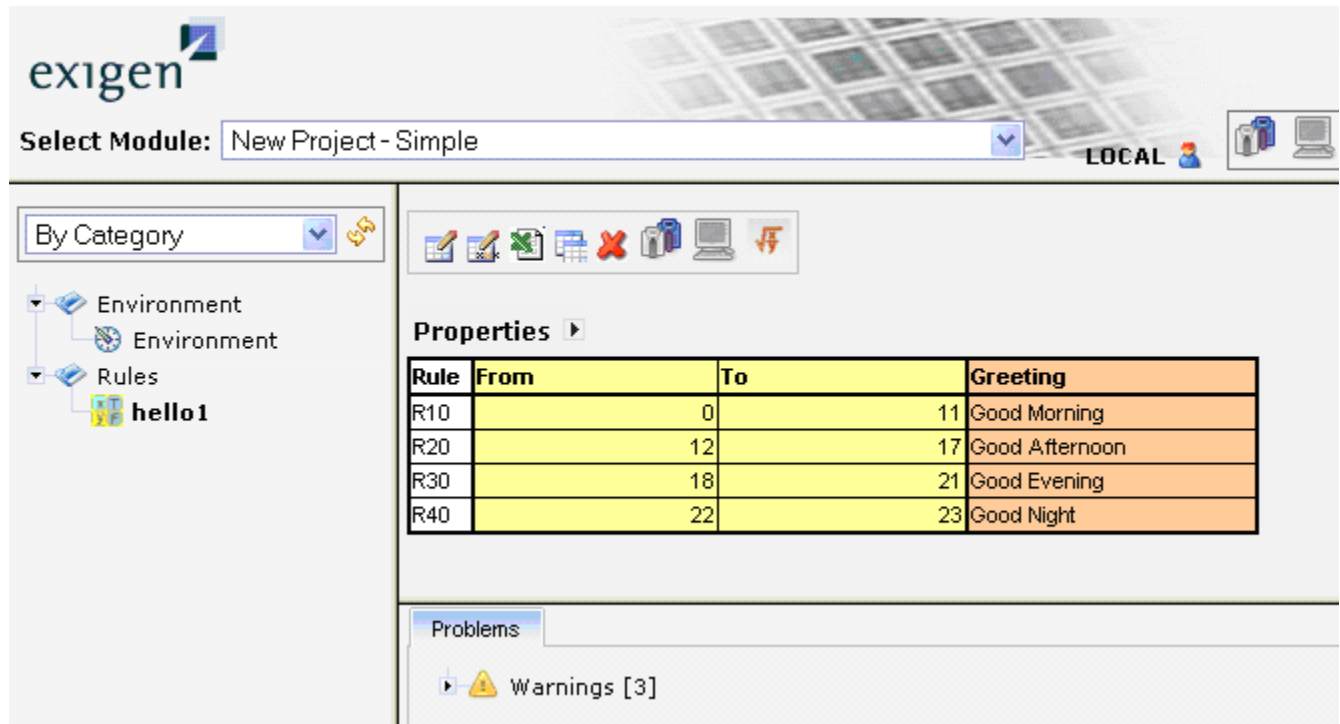 exigen
Select Module: New Project - Simple
LOCAL
By Category
Environment
Environment
Rules
hello1
Properties
Rule From To Greeting
R10 0 11 Good Morning
R20 12 17 Good Afternoon
R30 18 21 Good Evening
R40 22 23 Good Night
Problems
Warnings [3]